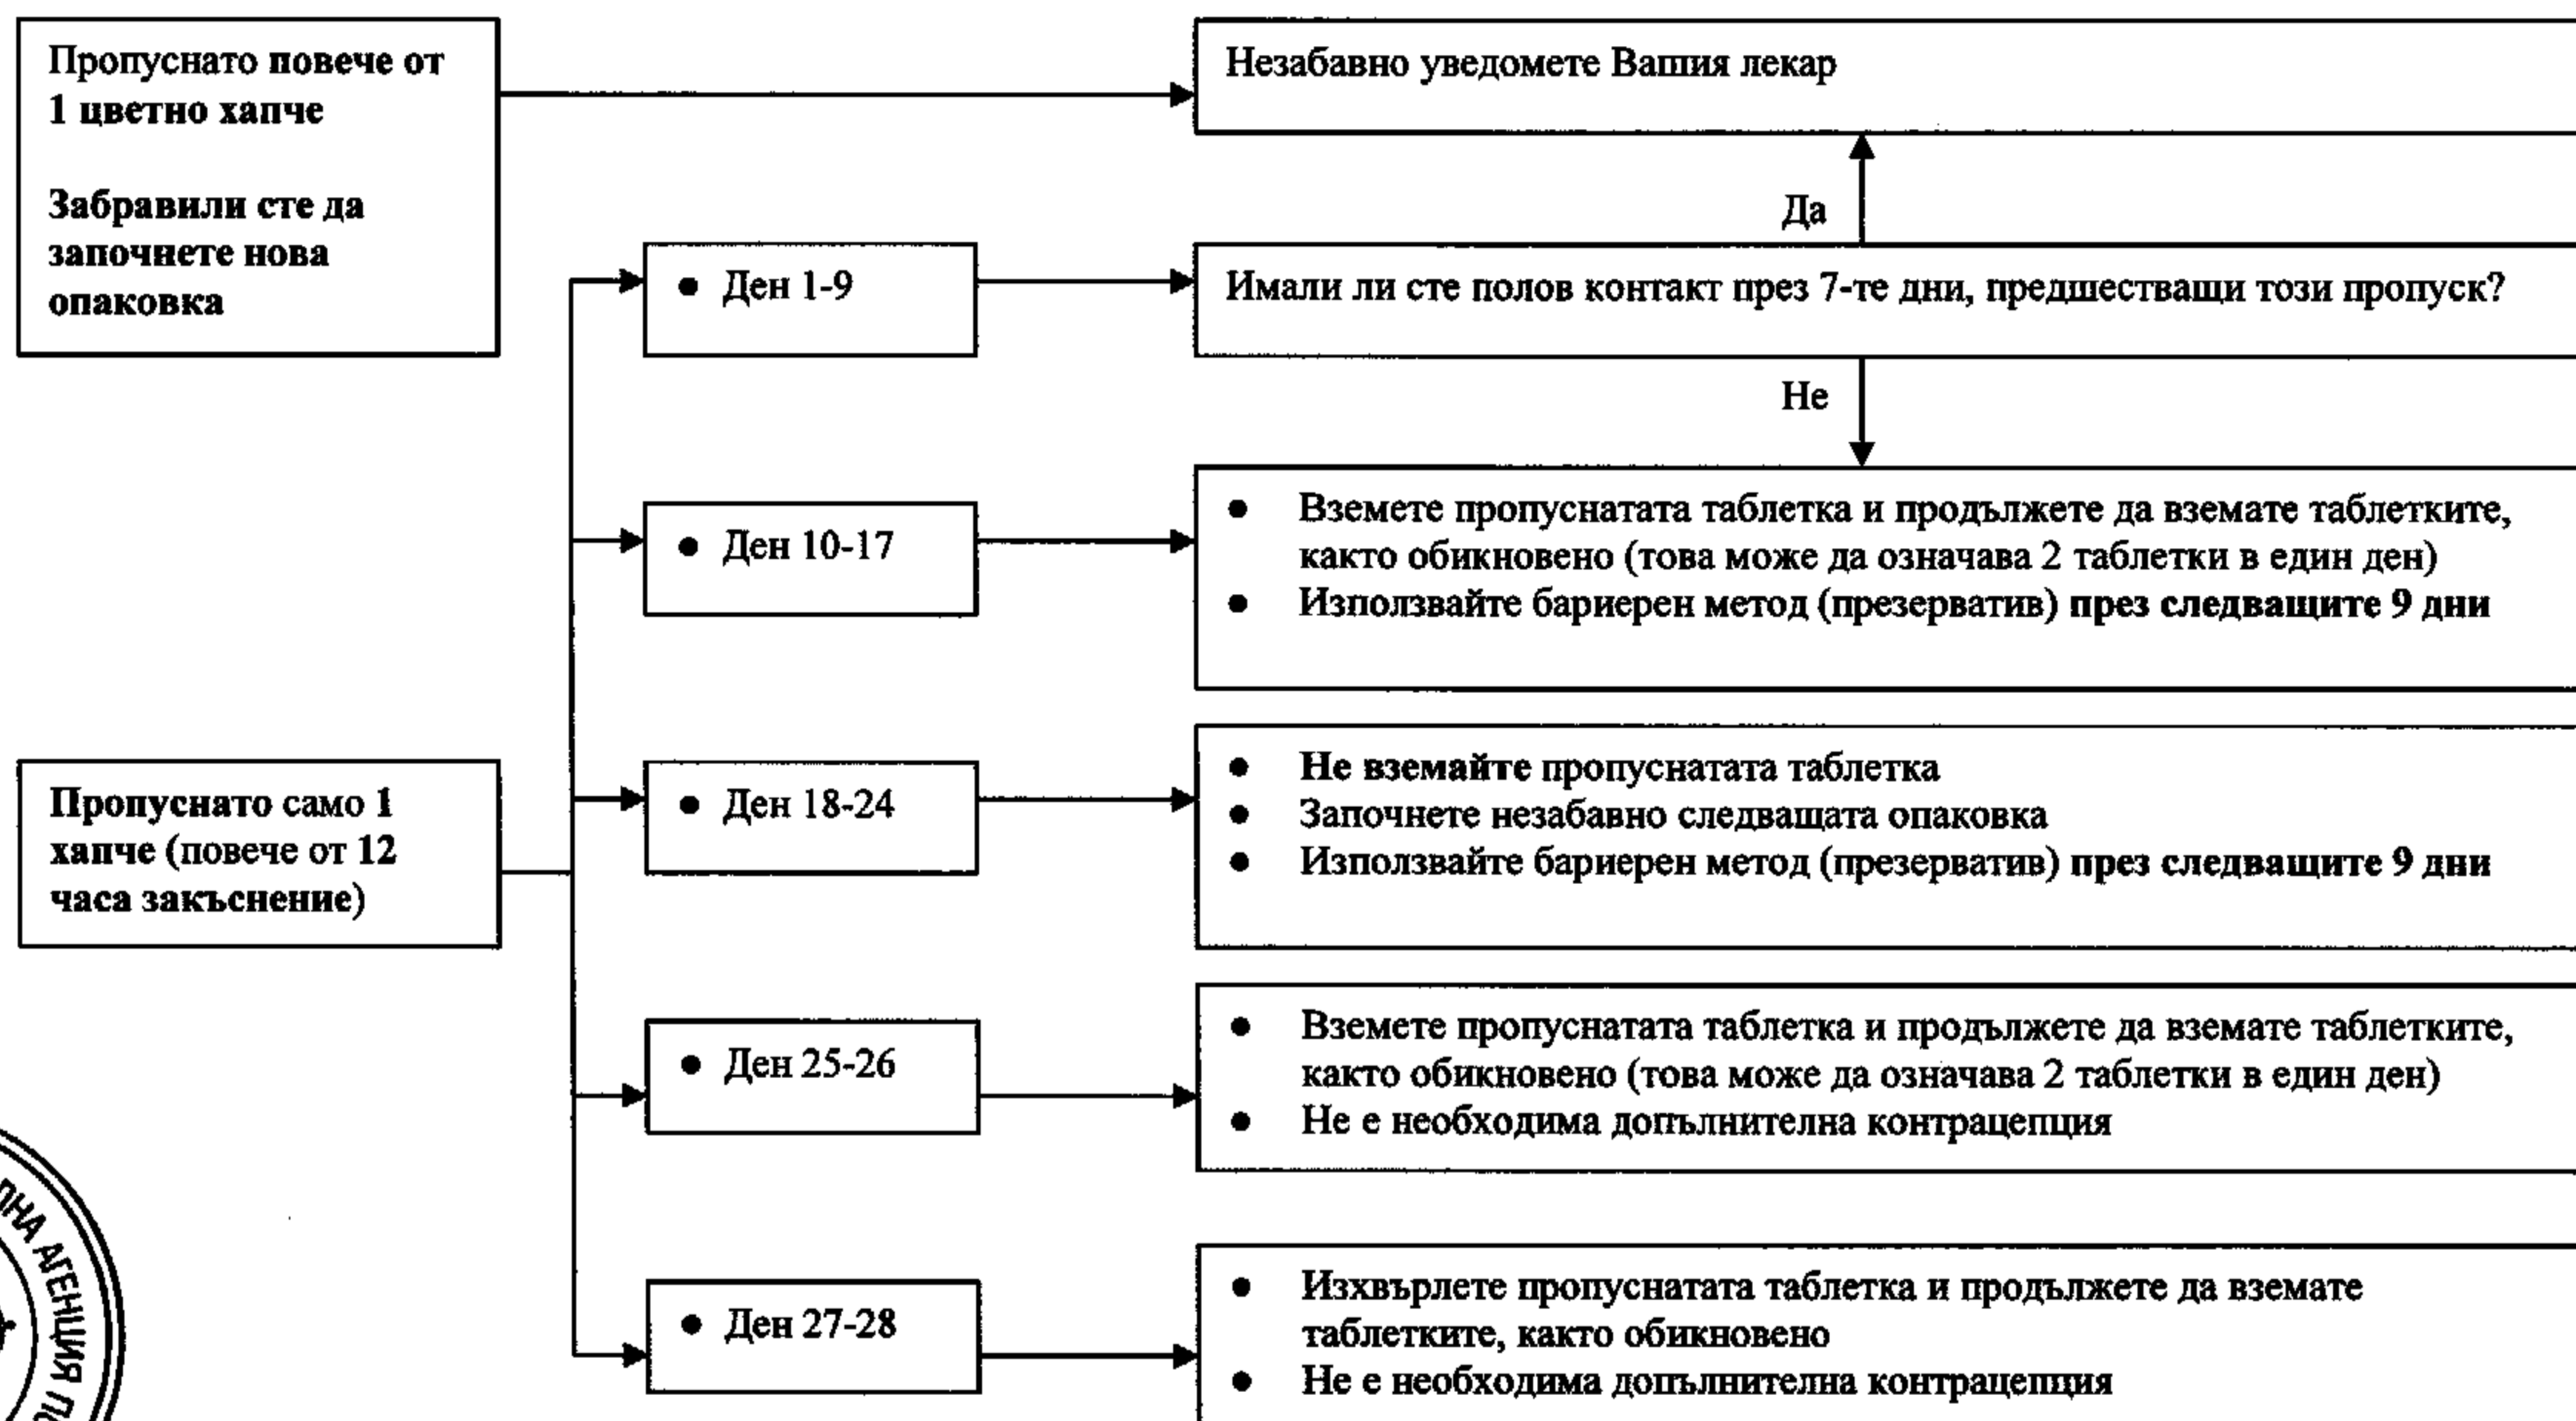 Пропуснато повече от
1 цветно хапче
Забравили сте да
започнете нова
опаковка
Незабавно уведомете Вашия лекар
Да
Ден 1-9
Имали ли сте полов контакт през 7-те дни, предшестващи този пропуск?
Не
Ден 10-17
Вземете пропуснатата таблетка и продължете да вземате таблетките,
както обикновено (това може да означава 2 таблетки в един ден)
Използвайте бариерен метод (презерватив) през следващите 9 дни
Пропуснато само 1
хапче (повече от 12
часа закъснение)
Ден 18-24
Не вземайте пропуснатата таблетка
Започнете незабавно следващата опаковка
Използвайте бариерен метод (презерватив) през следващите 9 дни
Ден 25-26
Вземете пропуснатата таблетка и продължете да вземате таблетките,
както обикновено (това може да означава 2 таблетки в един ден)
Не е необходима допълнителна контрацепция
Ден 27-28
Изхвърлете пропуснатата таблетка и продължете да вземате
таблетките, както обикновено
Не е необходима допълнителна контрацепция
АГЕНЦИЯ